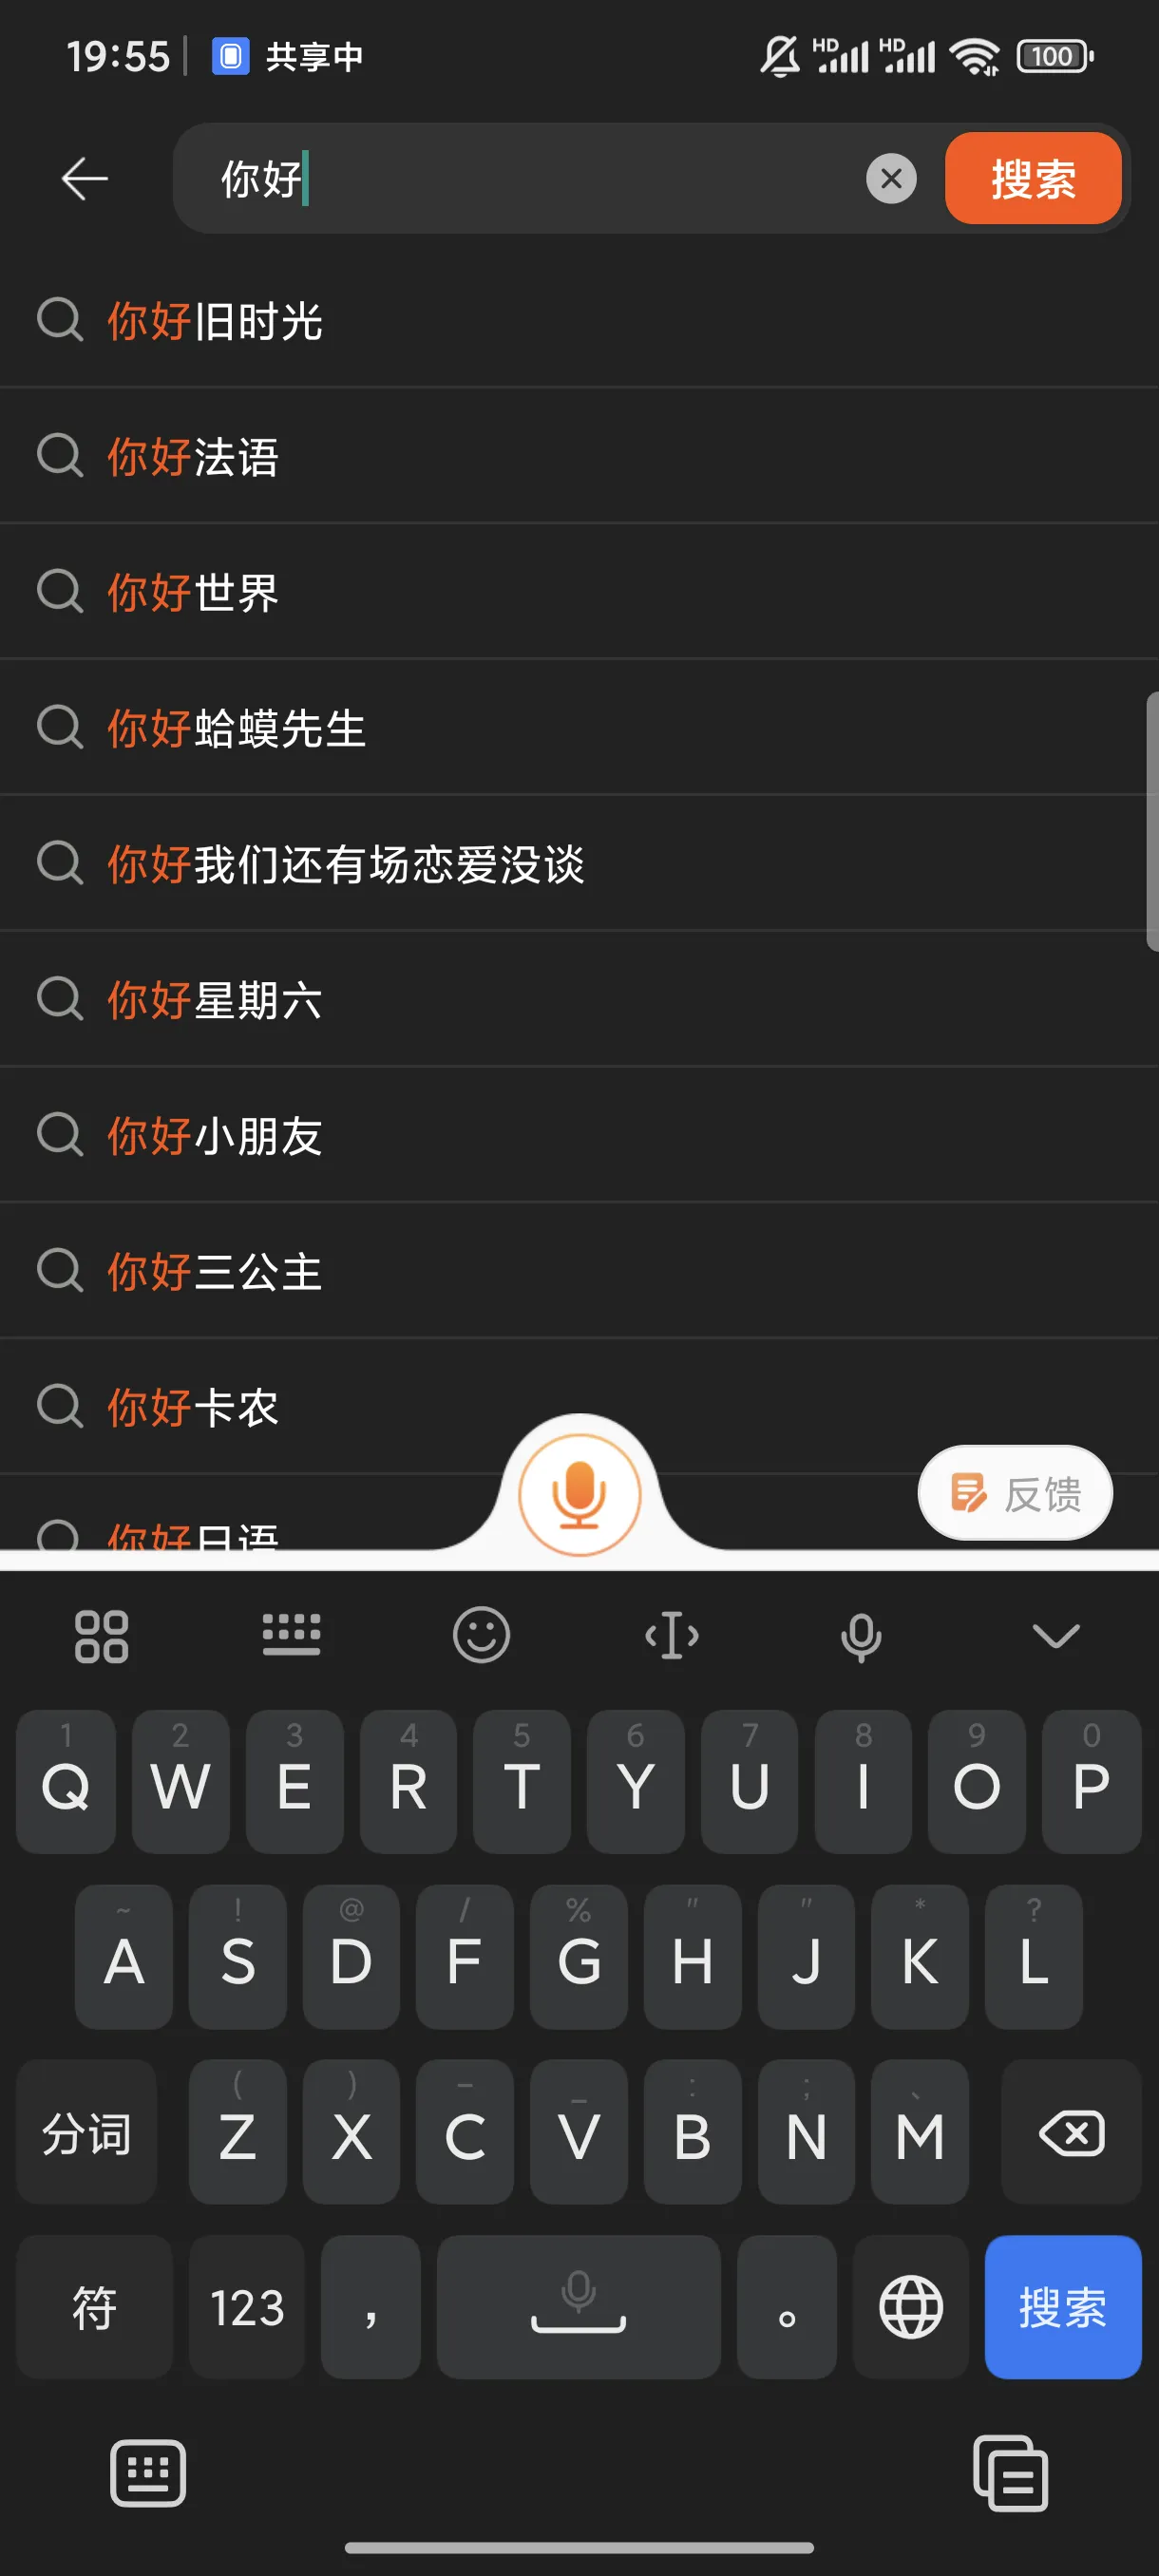 19:55 共享中 HD HD 100
你好 搜索
你好旧时光
你好法语
你好世界
你好蛤蟆先生
你好我们还有场恋爱没谈
你好星期六
你好小朋友
你好三公主
你好卡农
反馈
你好日语
1 2 3 4 5 6 7 8 9 0
Q W E R T Y U I O P
~ ! @ / % " " * ?
A S D F G H J K L
( ) – _ : ; 、
分词 Z X C V B N M
符 123 ， 。 搜索